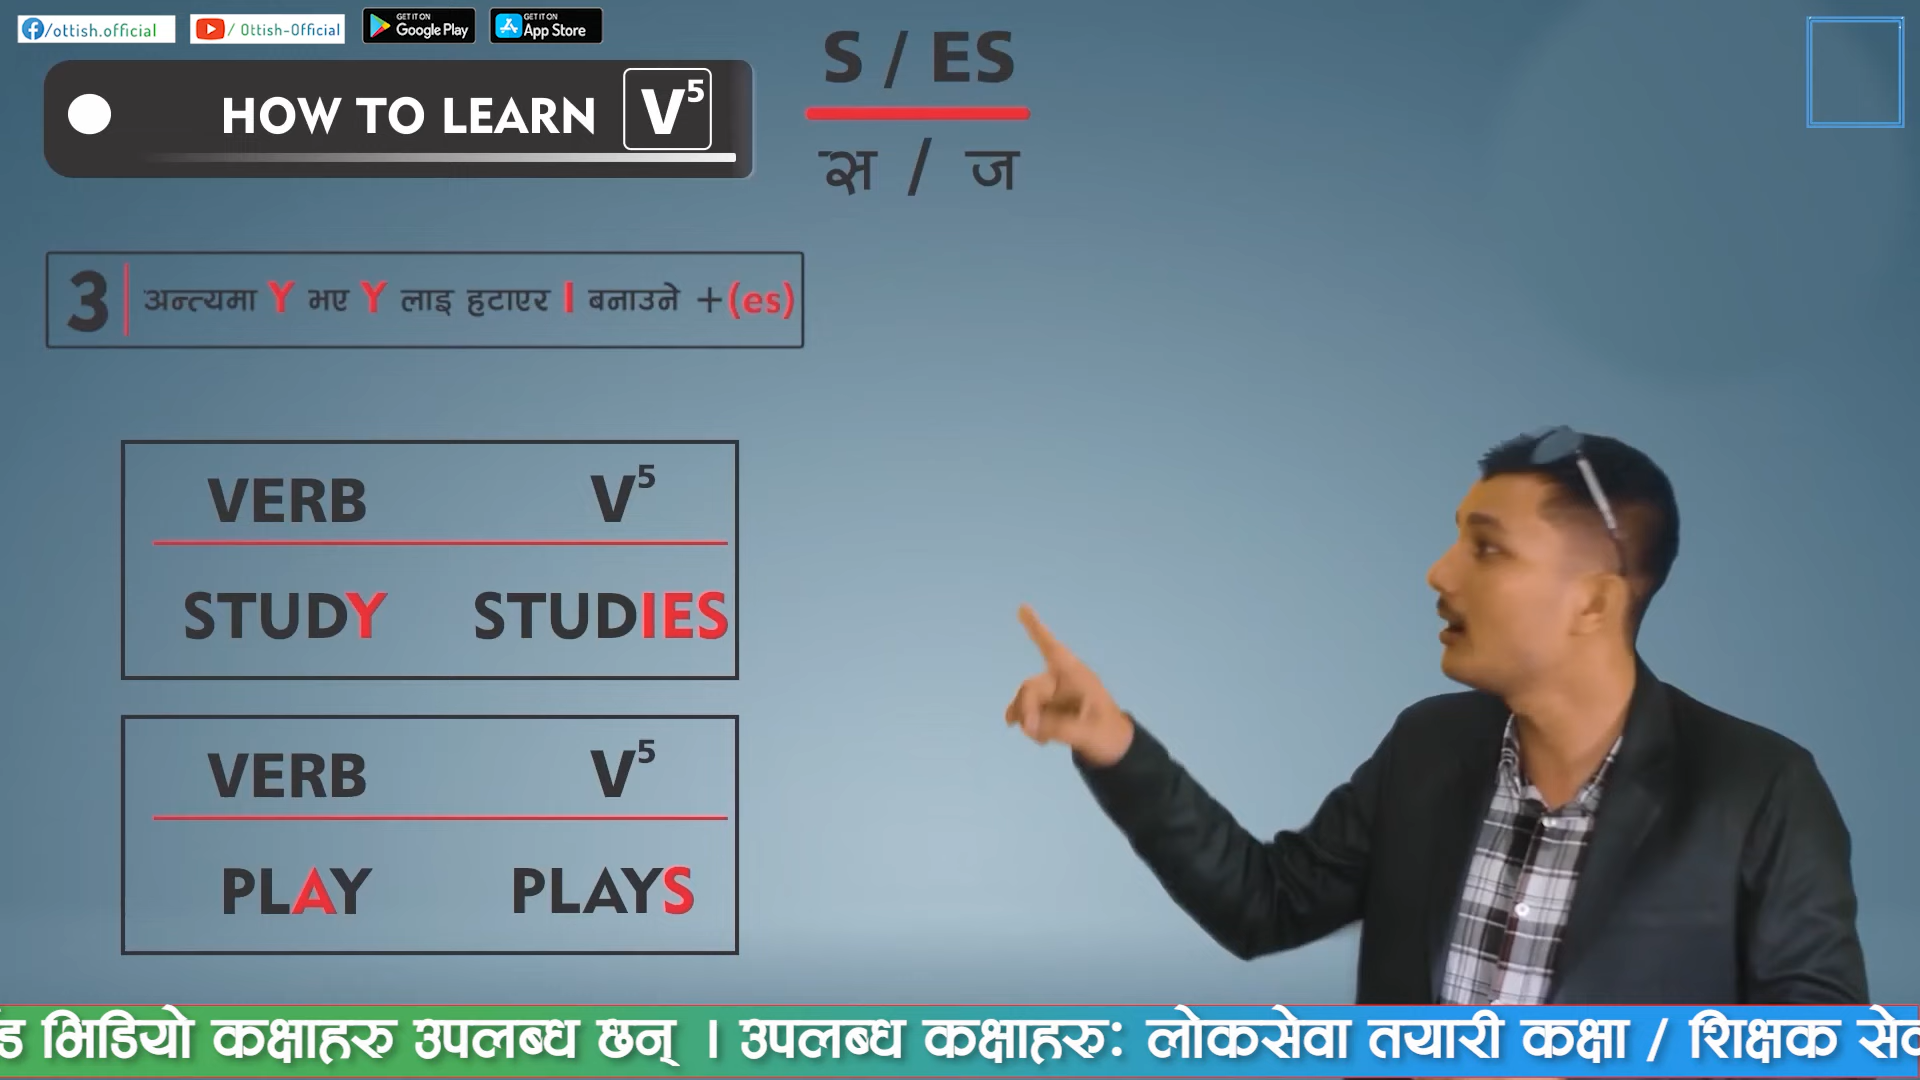 /ottish.official
/ Ottish-Official
GET IT ON
Google Play
GET IT ON
App Store
HOW TO LEARN V⁵
S / ES
स / ज
3 अन्त्यमा Y भए Y लाइ हटाएर I बनाउने +(es)
VERB V⁵
STUDY STUDIES
VERB V⁵
PLAY PLAYS
भिडियो कक्षाहरु उपलब्ध छन् । उपलब्ध कक्षाहरु: लोकसेवा तयारी कक्षा / शिक्षक